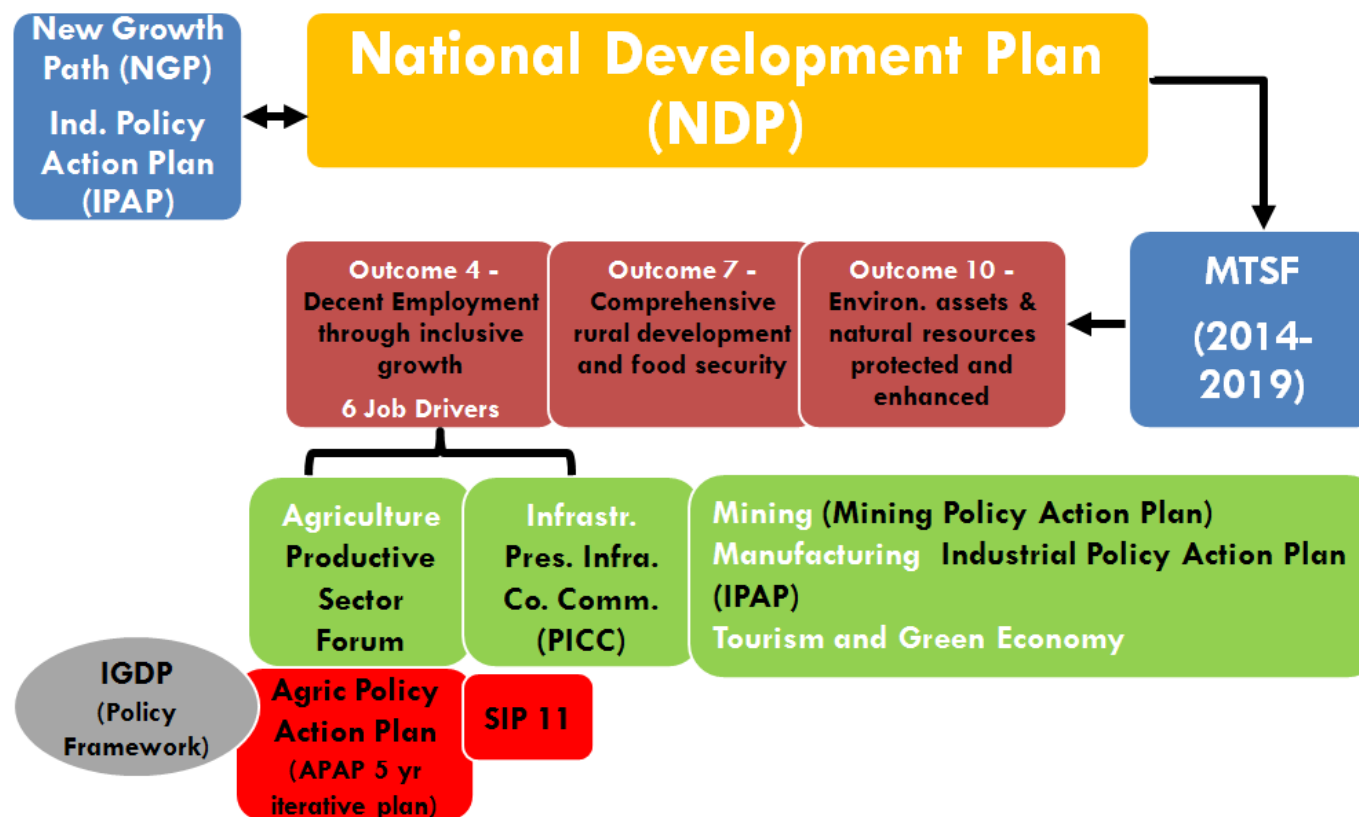 New Growth
Path (NGP)
Ind. Policy
Action Plan
(IPAP)
National Development Plan
(NDP)
Outcome 4 -
Decent Employment
through inclusive
growth
6 Job Drivers
Outcome 7 -
Comprehensive
rural development
and food security
Outcome 10 -
Environ. assets &
natural resources
protected and
enhanced
MTSF
(2014-
2019)
Agriculture
Productive
Sector
Forum
Infrastr.
Pres. Infra.
Co. Comm.
(PICC)
Mining (Mining Policy Action Plan)
Manufacturing Industrial Policy Action Plan
(IPAP)
Tourism and Green Economy
IGDP
(Policy
Framework)
Agric Policy
Action Plan
(APAP 5 yr
iterative plan)
SIP 11